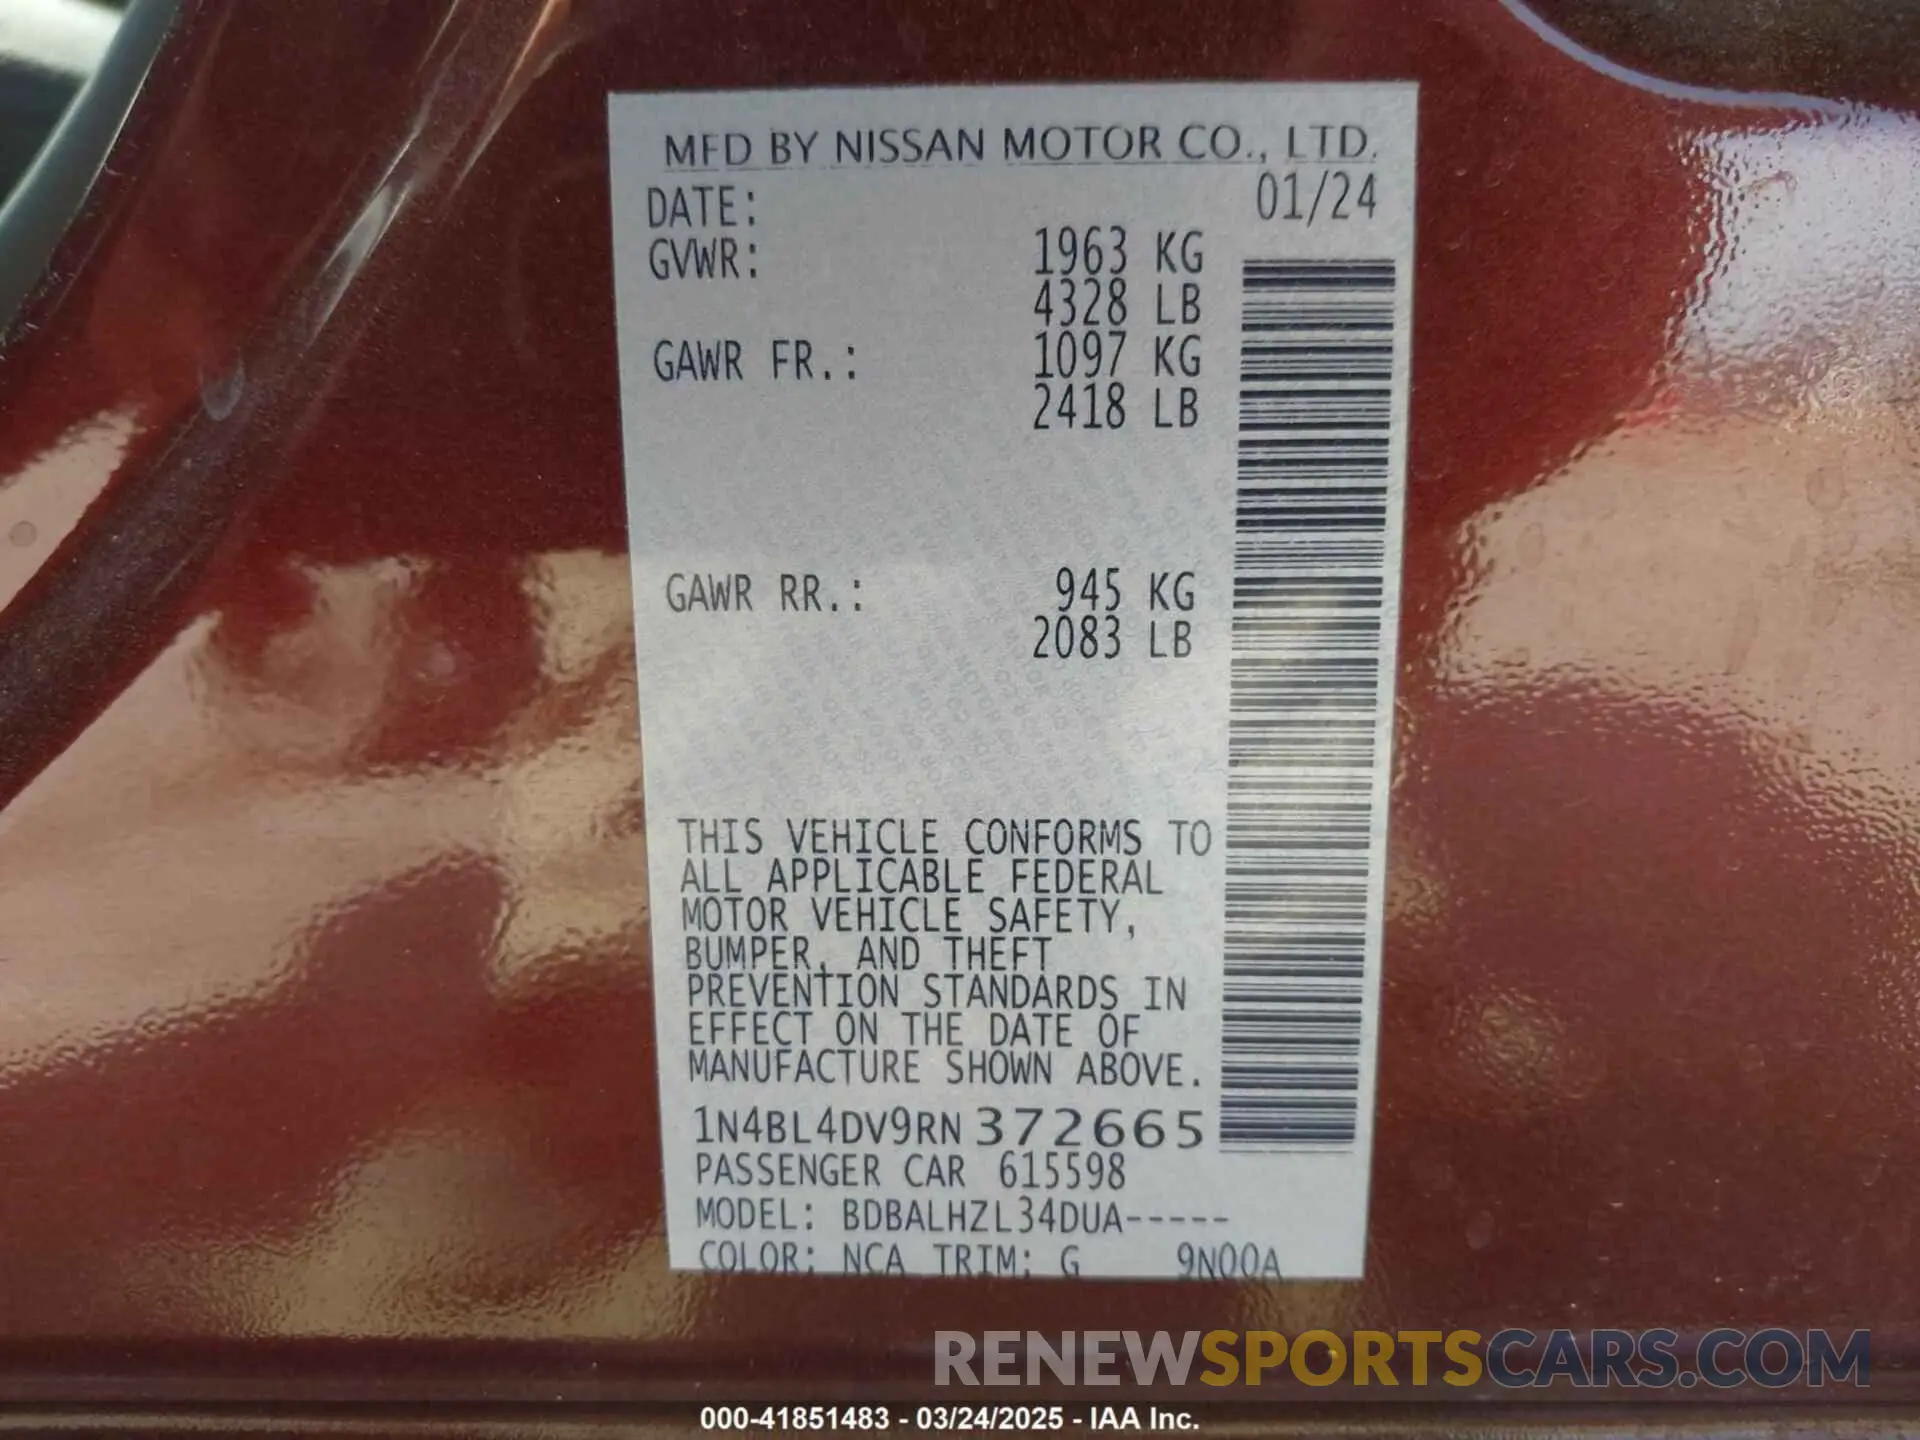 MFD BY NISSAN MOTOR CO., LTD.
DATE: 01/24
GVWR: 1963 KG
4328 LB
GAWR FR.: 1097 KG
2418 LB
GAWR RR.: 945 KG
2083 LB
THIS VEHICLE CONFORMS TO
ALL APPLICABLE FEDERAL
MOTOR VEHICLE SAFETY,
BUMPER, AND THEFT
PREVENTION STANDARDS IN
EFFECT ON THE DATE OF
MANUFACTURE SHOWN ABOVE.
1N4BL4DV9RN372665
PASSENGER CAR 615598
MODEL: BDBALHZL34DUA-----
COLOR: NCA TRIM: G 9N00A
RENEWSPORTSCARS.COM
000-41851483 - 03/24/2025 - IAA Inc.